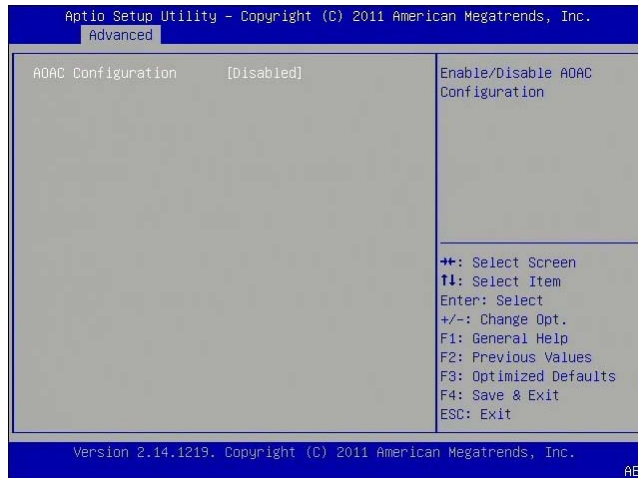 Aptio Setup Utility – Copyright (C) 2011 American Megatrends, Inc.
Advanced
AOAC Configuration [Disabled]
Enable/Disable AOAC
Configuration
→←: Select Screen
↑↓: Select Item
Enter: Select
+/-: Change Opt.
F1: General Help
F2: Previous Values
F3: Optimized Defaults
F4: Save & Exit
ESC: Exit
Version 2.14.1219. Copyright (C) 2011 American Megatrends, Inc.
AB